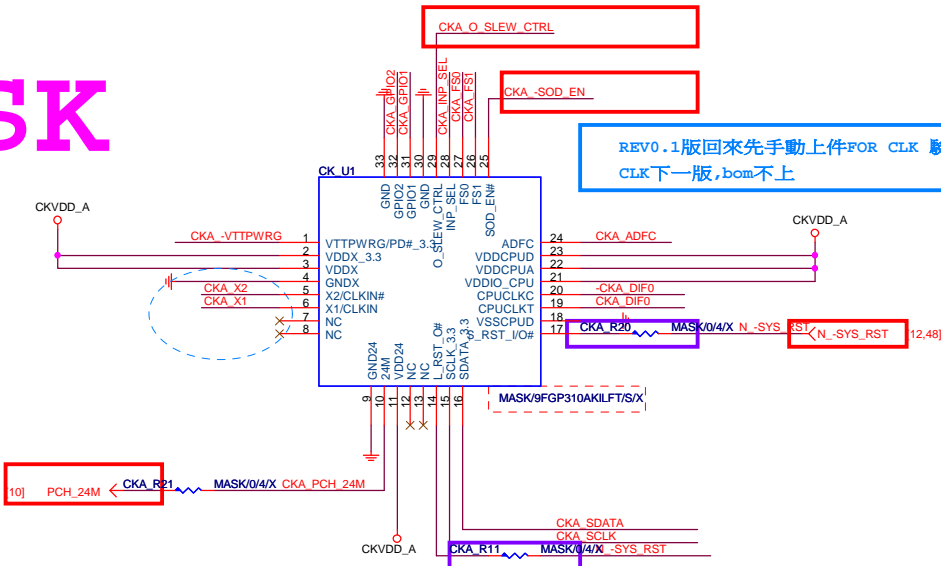 CKA_O_SLEW_CTRL
CKA_-SOD_EN
CKA_GPIO2
CKA_GPIO1
CKA_INP_SEL
CKA_FS0
CKA_FS1
SK
REV0.1版回來先手動上件FOR CLK
CLK下一版,bom不上
33
32
31
30
29
28
27
26
25
CK_U1
GND
GPIO2
GPIO1
GND
O_SLEW_CTRL
INP_SEL
FS0
FS1
SOD_EN#
CKVDD_A
CKVDD_A
CKA_-VTTPWRG 1 VTTPWRG/PD#_3.3
2 VDDX_3.3
3 VDDX
4 GNDX
CKA_X2 5 X2/CLKIN#
CKA_X1 6 X1/CLKIN
7 NC
8 NC
ADFC 24 CKA_ADFC
VDDCPUD 23
VDDCPUA 22
VDDIO_CPU 21
CPUCLKC 20 -CKA_DIF0
CPUCLKT 19 CKA_DIF0
VSSCPUD 18
S_RST_I/O# 17 CKA_R20 MASK/0/4/X N_-SYS_RST N_-SYS_RST [12,48]
GND24
24M
VDD24
NC
NC
L_RST_O#
SCLK_3.3
SDATA_3.3
9
10
11
12
13
14
15
16
MASK/9FGP310AKILFT/S/X
10] PCH_24M CKA_R21 MASK/0/4/X CKA_PCH_24M
CKVDD_A
CKA_SDATA
CKA_SCLK
CKA_R11 MASK/0/4/X N_-SYS_RST